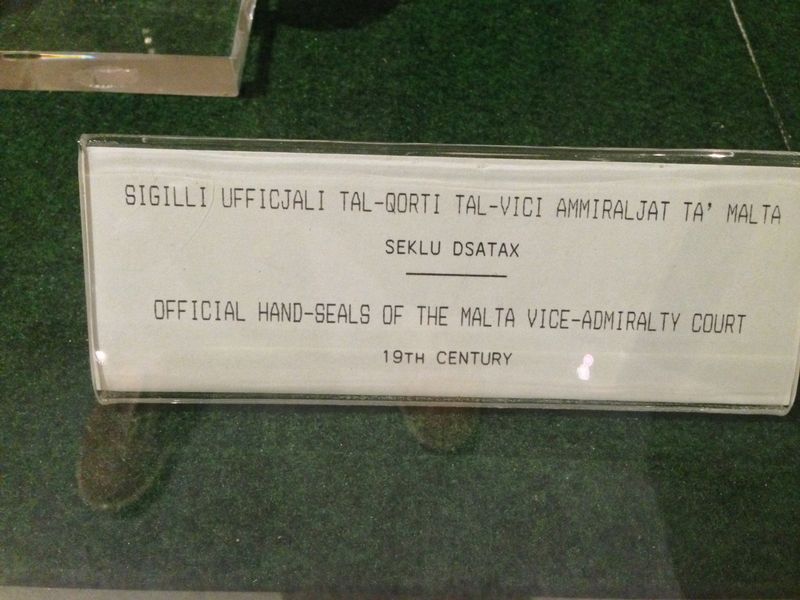 SIGILLI UFFICJALI TAL-QORTI TAL-VICI AMMIRALJAT TA' MALTA
SEKLU DSATAX
OFFICIAL HAND-SEALS OF THE MALTA VICE-ADMIRALTY COURT
19TH CENTURY